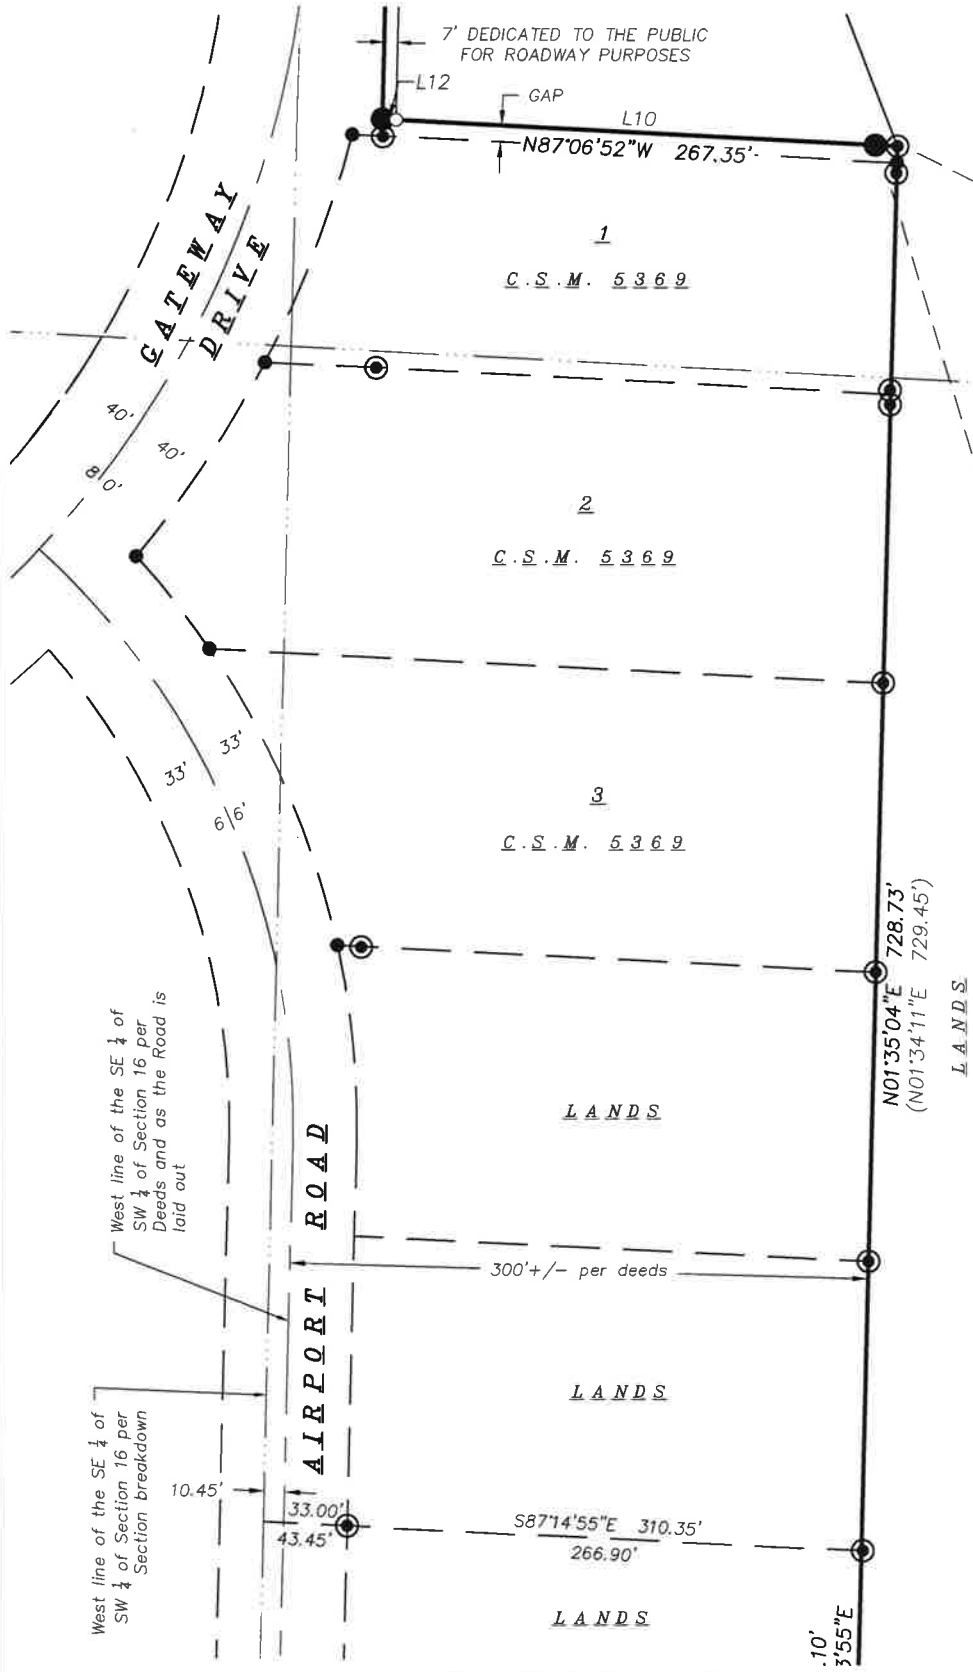 7' DEDICATED TO THE PUBLIC
FOR ROADWAY PURPOSES
L12
GAP
L10
N87°06'52"W 267.35'
GATEWAY
DRIVE
1
C.S.M. 5369
40'
40'
80'
2
C.S.M. 5369
33'
33'
66'
3
C.S.M. 5369
N01°35'04"E 728.73'
(N01°34'11"E 729.45')
LANDS
West line of the SE ¼ of
SW ¼ of Section 16 per
Deeds and as the Road is
laid out
LANDS
AIRPORT ROAD
300'+/- per deeds
LANDS
West line of the SE ¼ of
SW ¼ of Section 16 per
Section breakdown
10.45'
33.00'
43.45'
S87°14'55"E 310.35'
266.90'
LANDS
.10'
3'55"E